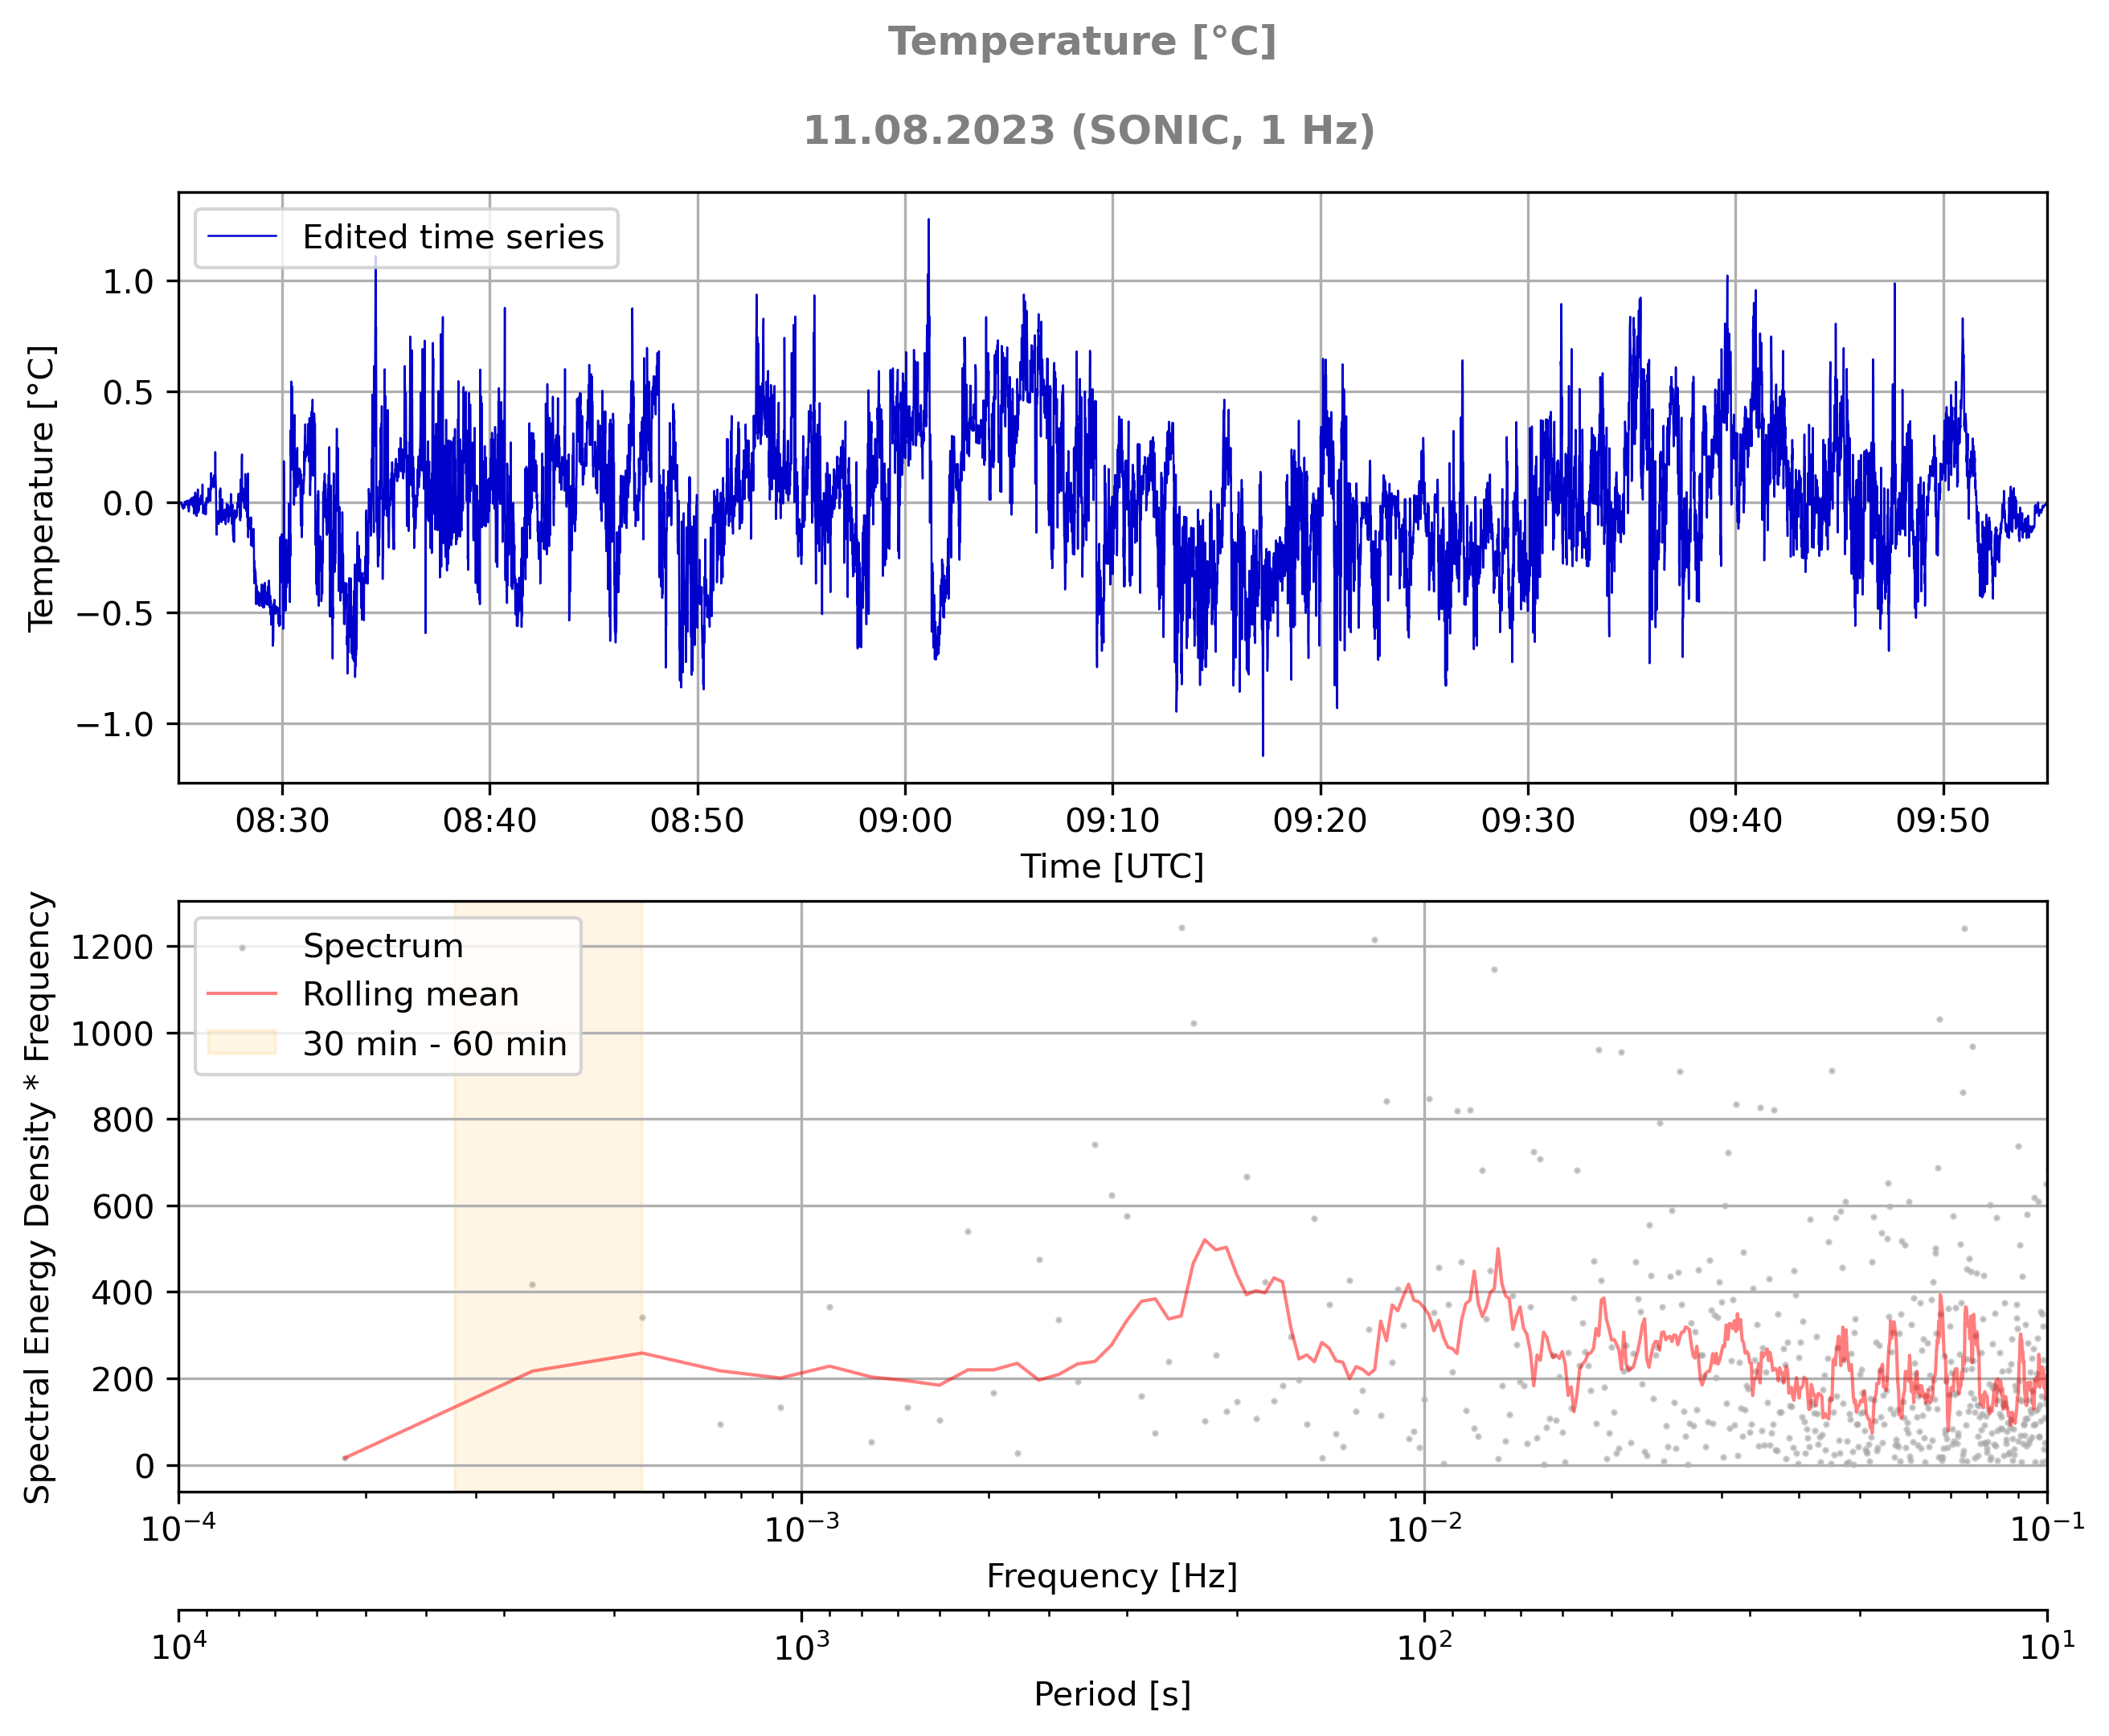 Temperature [°C]
11.08.2023 (SONIC, 1 Hz)
Temperature [°C]
1.0
0.5
0.0
−0.5
−1.0
Edited time series
08:30 08:40 08:50 09:00 09:10 09:20 09:30 09:40 09:50
Time [UTC]
Spectral Energy Density * Frequency
1200
1000
800
600
400
200
0
Spectrum
Rolling mean
30 min - 60 min
10⁻⁴ 10⁻³ 10⁻² 10⁻¹
Frequency [Hz]
10⁴ 10³ 10² 10¹
Period [s]